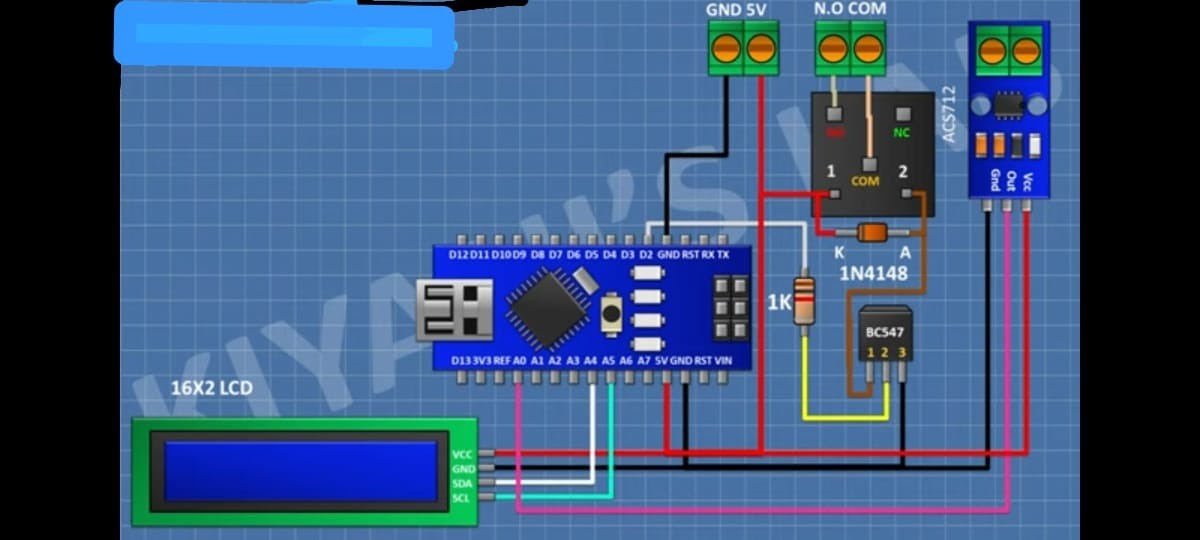 GND 5V
N.O COM
NO
NC
ACS712
1
COM
2
Gnd
Out
Vcc
K
A
1N4148
D12 D11 D10 D9 D8 D7 D6 D5 D4 D3 D2 GND RST RX TX
1K
BC547
1 2 3
D13 3V3 REF A0 A1 A2 A3 A4 A5 A6 A7 5V GND RST VIN
16X2 LCD
VCC
GND
SDA
SCL